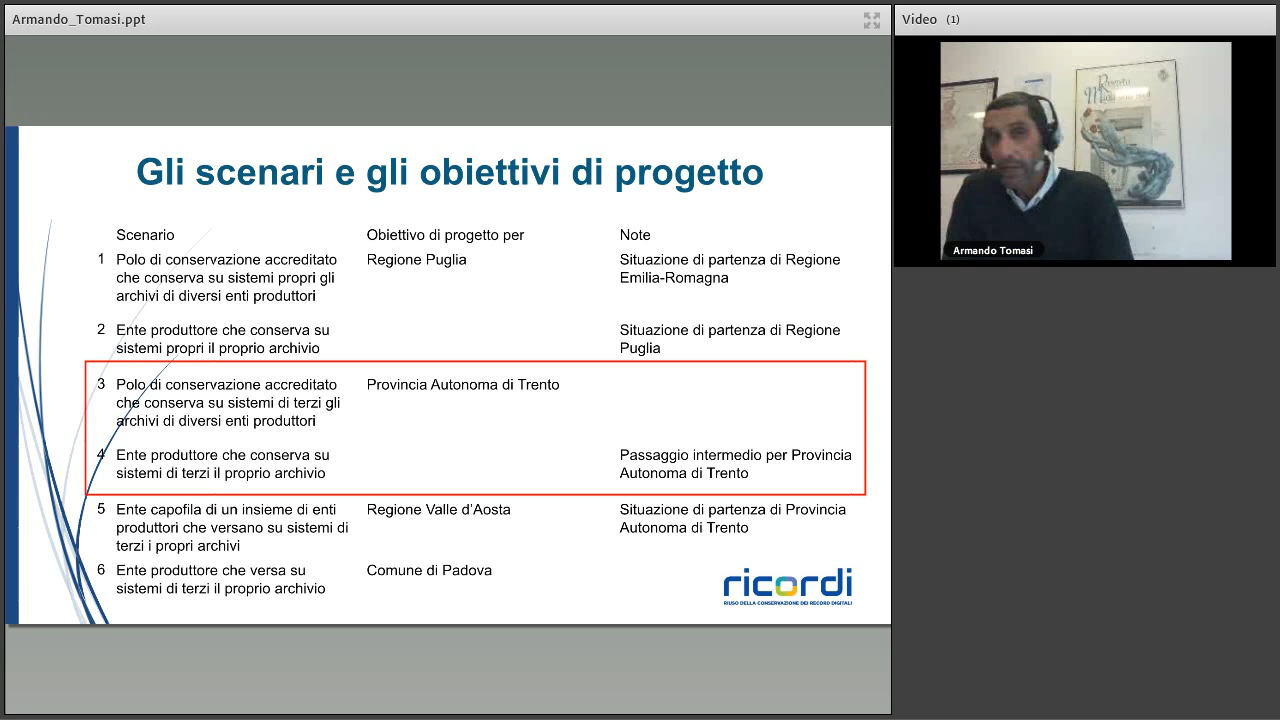 Armando_Tomasi.ppt
Video (1)
Armando Tomasi
Gli scenari e gli obiettivi di progetto
Scenario Obiettivo di progetto per Note
1 Polo di conservazione accreditato Regione Puglia Situazione di partenza di Regione
che conserva su sistemi propri gli Emilia-Romagna
archivi di diversi enti produttori
2 Ente produttore che conserva su Situazione di partenza di Regione
sistemi propri il proprio archivio Puglia
3 Polo di conservazione accreditato Provincia Autonoma di Trento
che conserva su sistemi di terzi gli
archivi di diversi enti produttori
4 Ente produttore che conserva su Passaggio intermedio per Provincia
sistemi di terzi il proprio archivio Autonoma di Trento
5 Ente capofila di un insieme di enti Regione Valle d'Aosta Situazione di partenza di Provincia
produttori che versano su sistemi di Autonoma di Trento
terzi i propri archivi
6 Ente produttore che versa su Comune di Padova
sistemi di terzi il proprio archivio
ricordi
RIUSO DELLA CONSERVAZIONE DEI RECORD DIGITALI